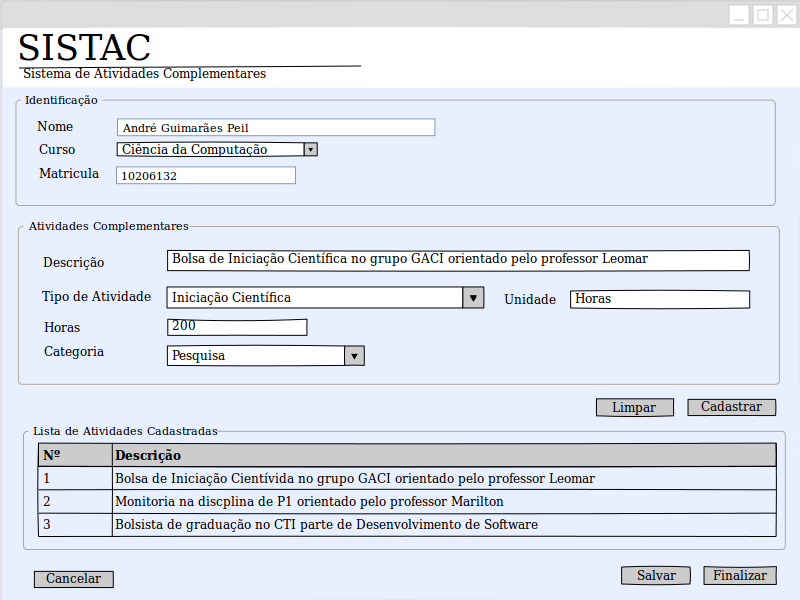 SISTAC
Sistema de Atividades Complementares
Identificação
Nome André Guimarães Peil
Curso Ciência da Computação
Matricula 10206132
Atividades Complementares
Descrição Bolsa de Iniciação Científica no grupo GACI orientado pelo professor Leomar
Tipo de Atividade Iniciação Científica Unidade Horas
Horas 200
Categoria Pesquisa
Limpar Cadastrar
Lista de Atividades Cadastradas
Nº Descrição
1 Bolsa de Iniciação Cientívida no grupo GACI orientado pelo professor Leomar
2 Monitoria na discplina de P1 orientado pelo professor Marilton
3 Bolsista de graduação no CTI parte de Desenvolvimento de Software
Cancelar Salvar Finalizar